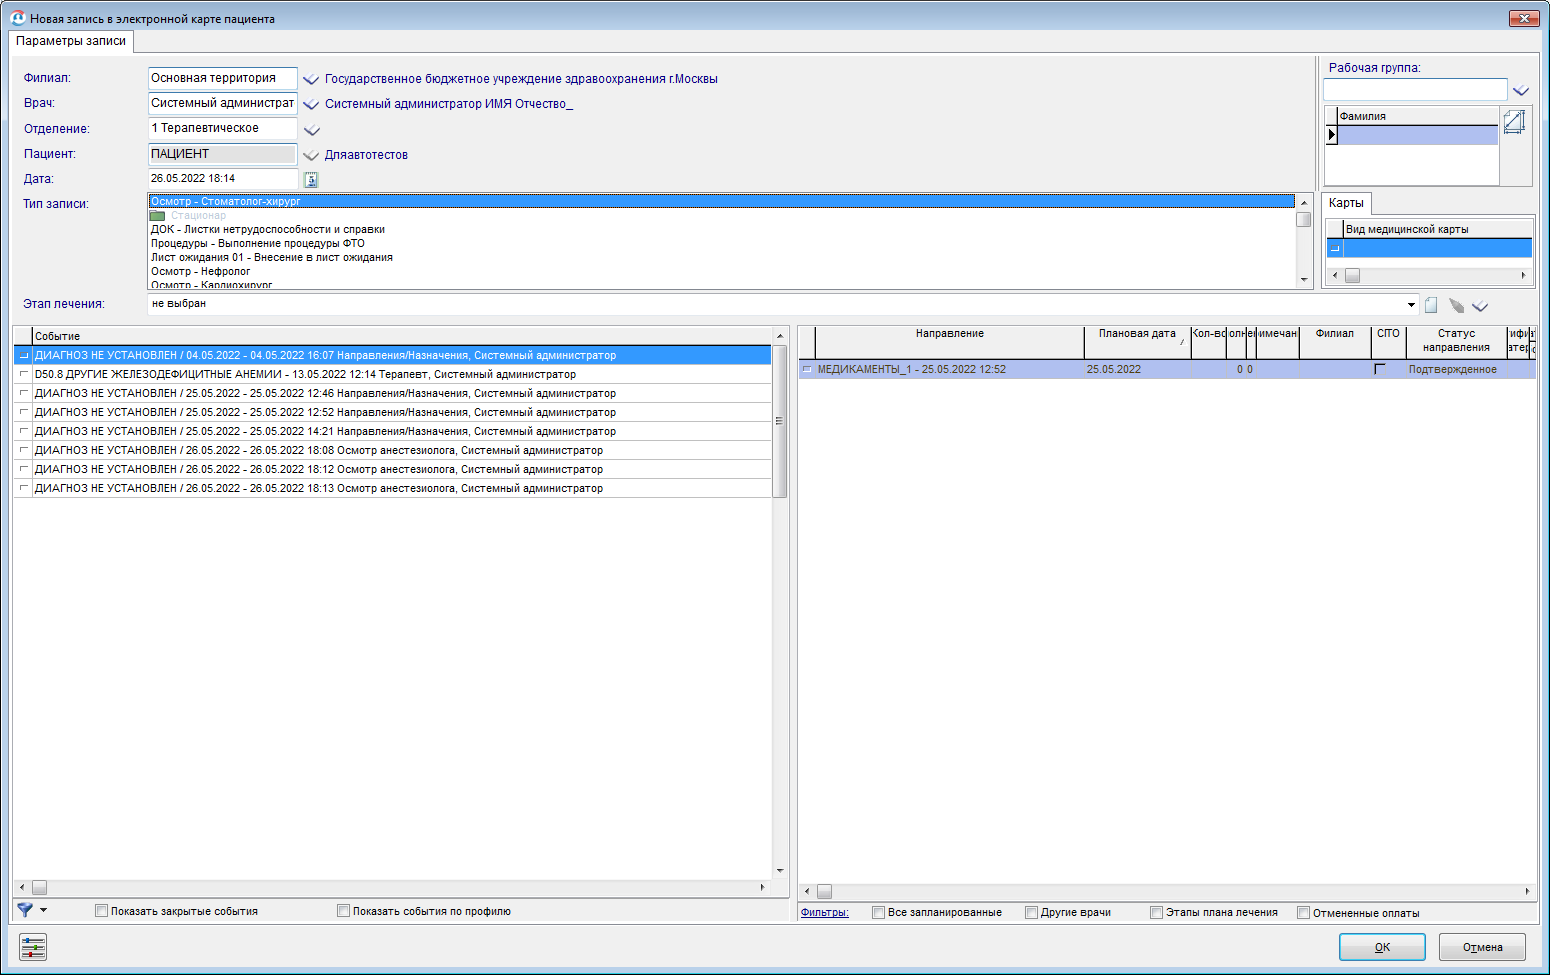 Новая запись в электронной карте пациента
Параметры записи
Филиал: Основная территория Государственное бюджетное учреждение здравоохранения г.Москвы
Врач: Системный администрат Системный администратор ИМЯ Отчество_
Отделение: 1 Терапевтическое
Пациент: ПАЦИЕНТ Дляавтотестов
Дата: 26.05.2022 18:14
Тип записи: Осмотр - Стоматолог-хирург
Стационар
ДОК - Листки нетрудоспособности и справки
Процедуры - Выполнение процедуры ФТО
Лист ожидания 01 - Внесение в лист ожидания
Осмотр - Нефролог
Осмотр - Кардиохирург
Этап лечения: не выбран
Рабочая группа:
Фамилия
Карты
Вид медицинской карты
Событие
ДИАГНОЗ НЕ УСТАНОВЛЕН / 04.05.2022 - 04.05.2022 16:07 Направления/Назначения, Системный администратор
D50.8 ДРУГИЕ ЖЕЛЕЗОДЕФИЦИТНЫЕ АНЕМИИ - 13.05.2022 12:14 Терапевт, Системный администратор
ДИАГНОЗ НЕ УСТАНОВЛЕН / 25.05.2022 - 25.05.2022 12:46 Направления/Назначения, Системный администратор
ДИАГНОЗ НЕ УСТАНОВЛЕН / 25.05.2022 - 25.05.2022 12:52 Направления/Назначения, Системный администратор
ДИАГНОЗ НЕ УСТАНОВЛЕН / 25.05.2022 - 25.05.2022 14:21 Направления/Назначения, Системный администратор
ДИАГНОЗ НЕ УСТАНОВЛЕН / 26.05.2022 - 26.05.2022 18:08 Осмотр анестезиолога, Системный администратор
ДИАГНОЗ НЕ УСТАНОВЛЕН / 26.05.2022 - 26.05.2022 18:12 Осмотр анестезиолога, Системный администратор
ДИАГНОЗ НЕ УСТАНОВЛЕН / 26.05.2022 - 26.05.2022 18:13 Осмотр анестезиолога, Системный администратор
Показать закрытые события Показать события по профилю
Направление Плановая дата Кол-во Филиал CITO Статус
направления
МЕДИКАМЕНТЫ_1 - 25.05.2022 12:52 25.05.2022 0 0 Подтвержденное
Фильтры: Все запланированные Другие врачи Этапы плана лечения Отмененные оплаты
ОК Отмена